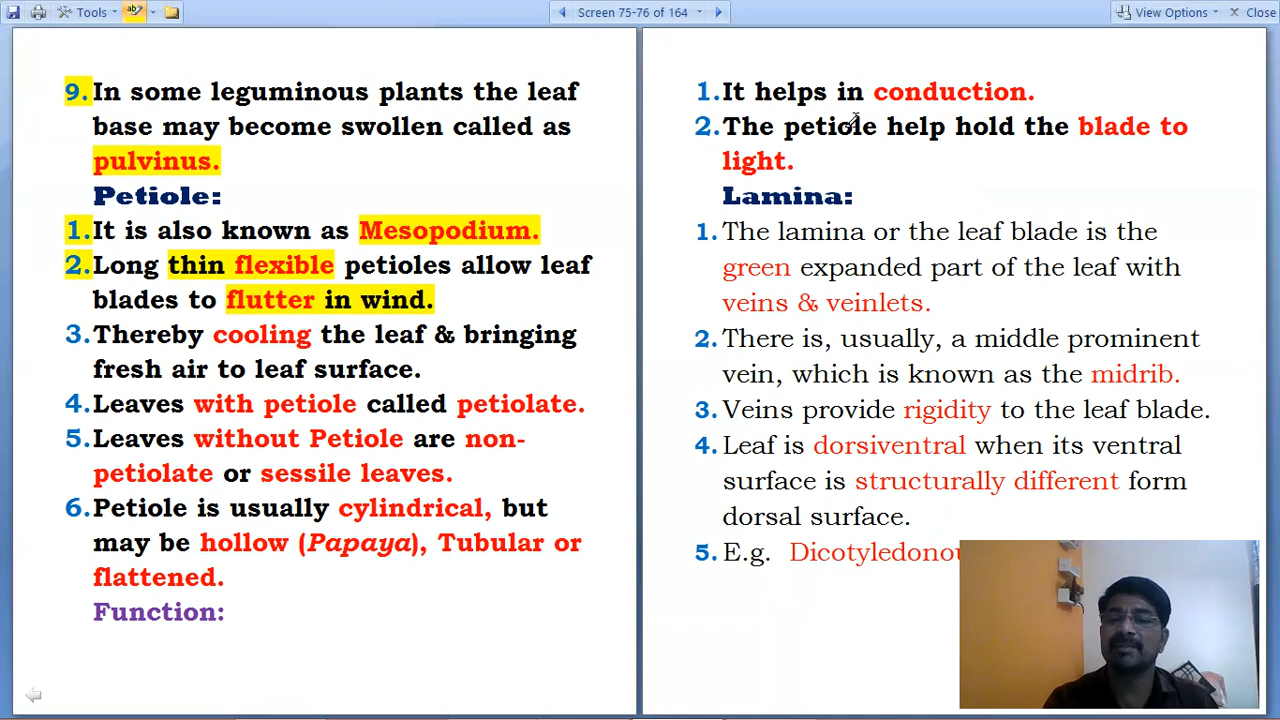 Tools
Screen 75-76 of 164
View Options
Close
9. In some leguminous plants the leaf
base may become swollen called as
pulvinus.
Petiole:
1. It is also known as Mesopodium.
2. Long thin flexible petioles allow leaf
blades to flutter in wind.
3. Thereby cooling the leaf & bringing
fresh air to leaf surface.
4. Leaves with petiole called petiolate.
5. Leaves without Petiole are non-
petiolate or sessile leaves.
6. Petiole is usually cylindrical, but
may be hollow (Papaya), Tubular or
flattened.
Function:
1. It helps in conduction.
2. The petiole help hold the blade to
light.
Lamina:
1. The lamina or the leaf blade is the
green expanded part of the leaf with
veins & veinlets.
2. There is, usually, a middle prominent
vein, which is known as the midrib.
3. Veins provide rigidity to the leaf blade.
4. Leaf is dorsiventral when its ventral
surface is structurally different form
dorsal surface.
5. E.g.